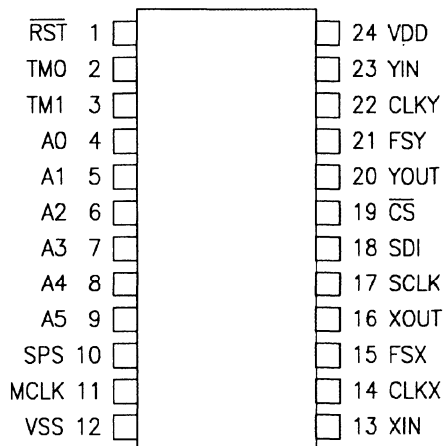 R̅S̅T̅ 1 24 VDD
TM0 2 23 YIN
TM1 3 22 CLKY
A0 4 21 FSY
A1 5 20 YOUT
A2 6 19 C̅S̅
A3 7 18 SDI
A4 8 17 SCLK
A5 9 16 XOUT
SPS 10 15 FSX
MCLK 11 14 CLKX
VSS 12 13 XIN